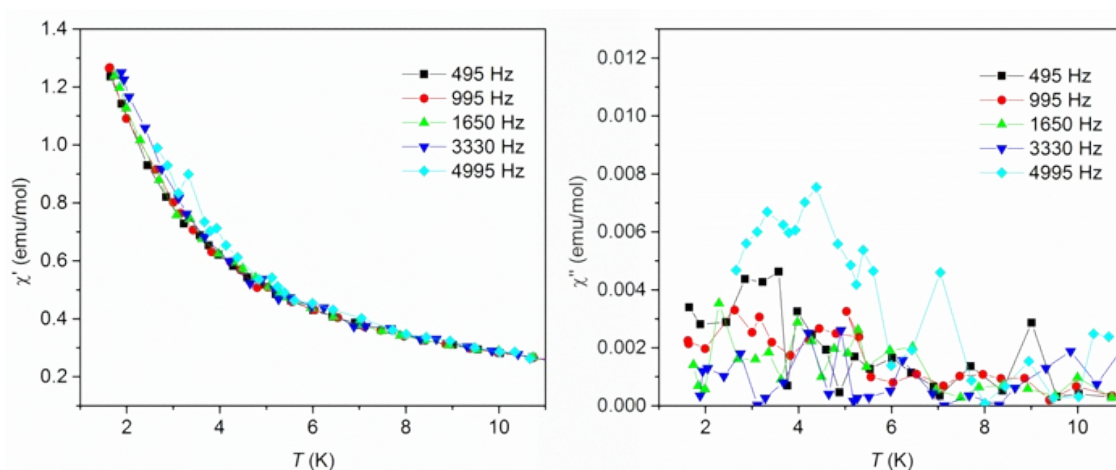 1.4
1.2
1.0
0.8
0.6
0.4
0.2
χ' (emu/mol)
2
4
6
8
10
T (K)
495 Hz
995 Hz
1650 Hz
3330 Hz
4995 Hz
0.012
0.010
0.008
0.006
0.004
0.002
0.000
χ'' (emu/mol)
2
4
6
8
10
T (K)
495 Hz
995 Hz
1650 Hz
3330 Hz
4995 Hz